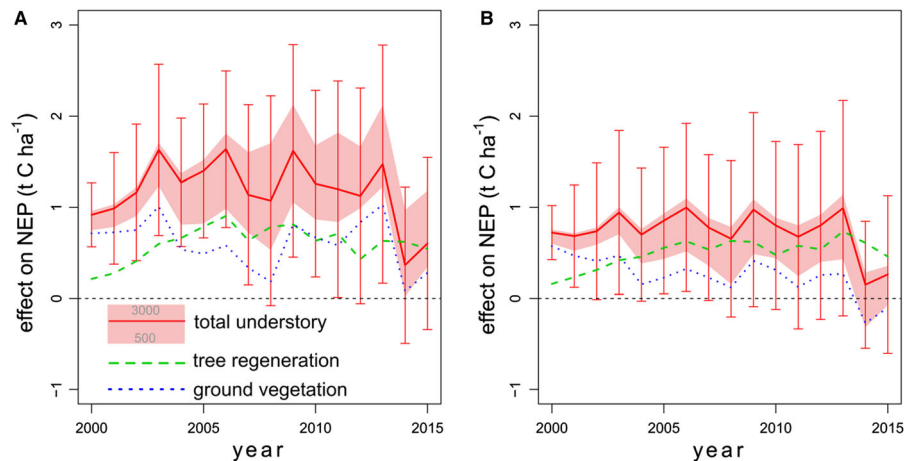 A
effect on NEP (t C ha⁻¹)
3
2
1
0
−1
3000
500
total understory
tree regeneration
ground vegetation
2000
2005
2010
2015
year
B
effect on NEP (t C ha⁻¹)
3
2
1
0
−1
2000
2005
2010
2015
year